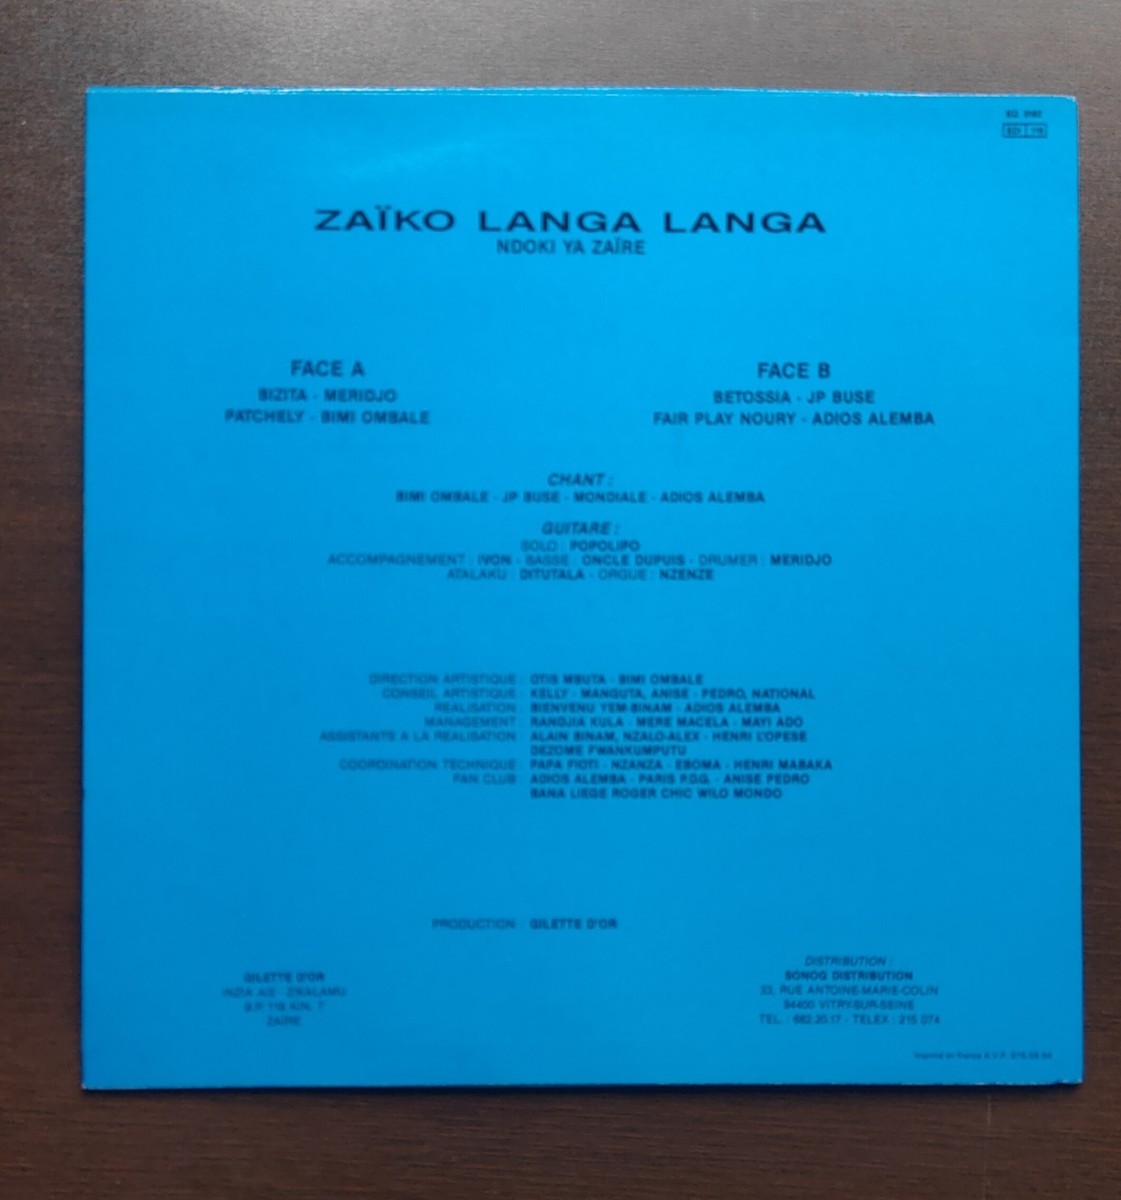 ZAÏKO LANGA LANGA
NDOKI YA ZAÏRE
FACE A
BIZITA - MERIDJO
PATCHELY - BIMI OMBALE
FACE B
BETOSSIA - JP BUSE
FAIR PLAY NOURY - ADIOS ALEMBA
CHANT :
BIMI OMBALE - JP BUSE - MONDIALE - ADIOS ALEMBA
GUITARE :
SOLO : POPOLIPO
ACCOMPAGNEMENT : IVON - BASSE : ONCLE DUPUIS - DRUMER : MERIDJO
ATALAKU : DITUTALA - ORGUE : NZENZE
DIRECTION ARTISTIQUE : OTIS MBUTA - BIMI OMBALE
CONSEIL ARTISTIQUE : KELLY - MANGUTA, ANISE - PEDRO, NATIONAL
REALISATION : BIENVENU YEM-BINAM - ADIOS ALEMBA
MANAGEMENT : RANDJIA KULA - MERE MACELA - MAYI ADO
ASSISTANTS A LA REALISATION : ALAIN BINAM, NZALO-ALEX - HENRI L'OPESE
DEZOME FWANKUMPUTU
COORDINATION TECHNIQUE : PAPA FIOTI - NZANZA - EBOMA - HENRI MABAKA
FAN CLUB : ADIOS ALEMBA - PARIS P.D.G. - ANISE PEDRO
BANA LIEGE ROGER CHIC WILO MONDO
PRODUCTION : GILETTE D'OR
GILETTE D'OR
ZAÏRE
DISTRIBUTION :
SONOG DISTRIBUTION
33, RUE ANTOINE-MARIE-COLIN
94400 VITRY-SUR-SEINE
TEL. : 682.20.17 - TELEX : 215 074